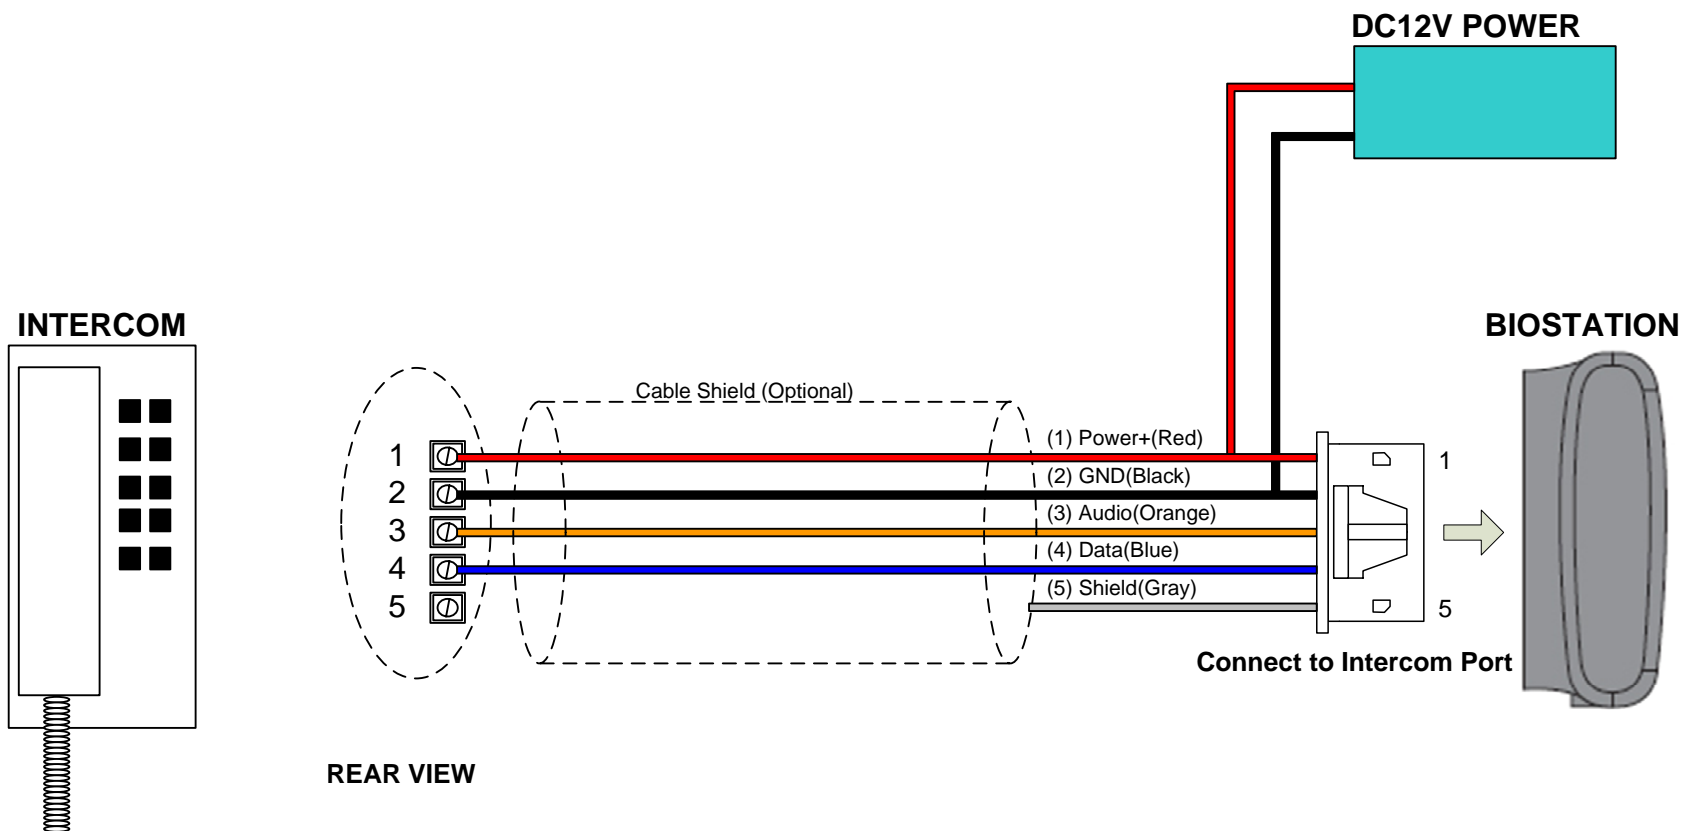 DC12V POWER
INTERCOM
BIOSTATION
Cable Shield (Optional)
(1) Power+(Red)
1
1
(2) GND(Black)
2
(3) Audio(Orange)
3
(4) Data(Blue)
4
(5) Shield(Gray)
5
5
Connect to Intercom Port
REAR VIEW